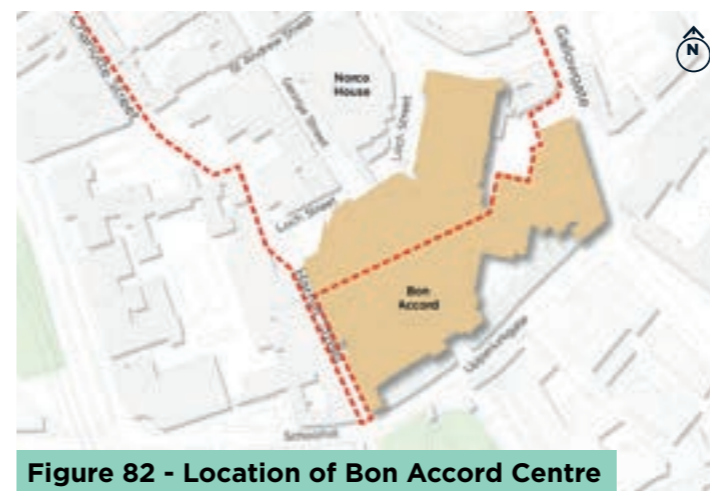 Charlotte Street
St Andrew Street
Gallowgate
N
Norco
House
George Street
Loch Street
Loch Street
Bon
Accord
Upperkirkgate
Schoolhill
Figure 82 - Location of Bon Accord Centre